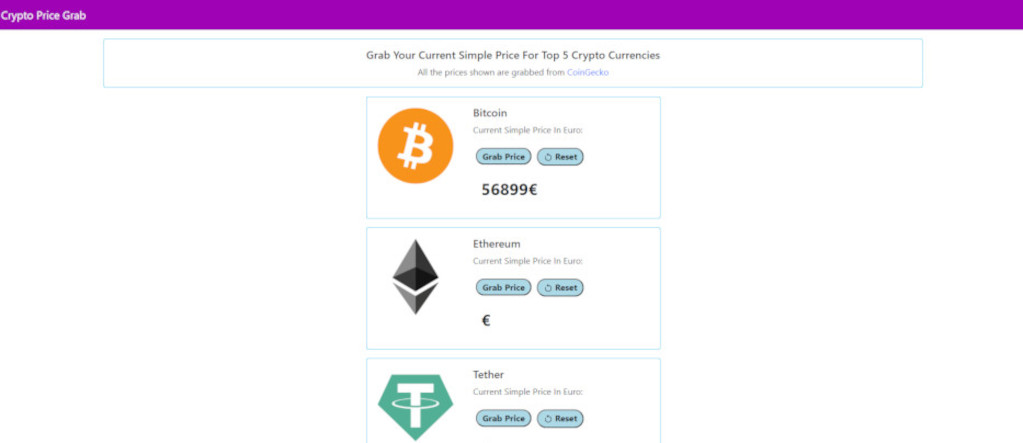 Crypto Price Grab
Grab Your Current Simple Price For Top 5 Crypto Currencies
All the prices shown are grabbed from CoinGecko
Bitcoin
Current Simple Price In Euro:
Grab Price Reset
56899€
Ethereum
Current Simple Price In Euro:
Grab Price Reset
€
Tether
Current Simple Price In Euro:
Grab Price Reset